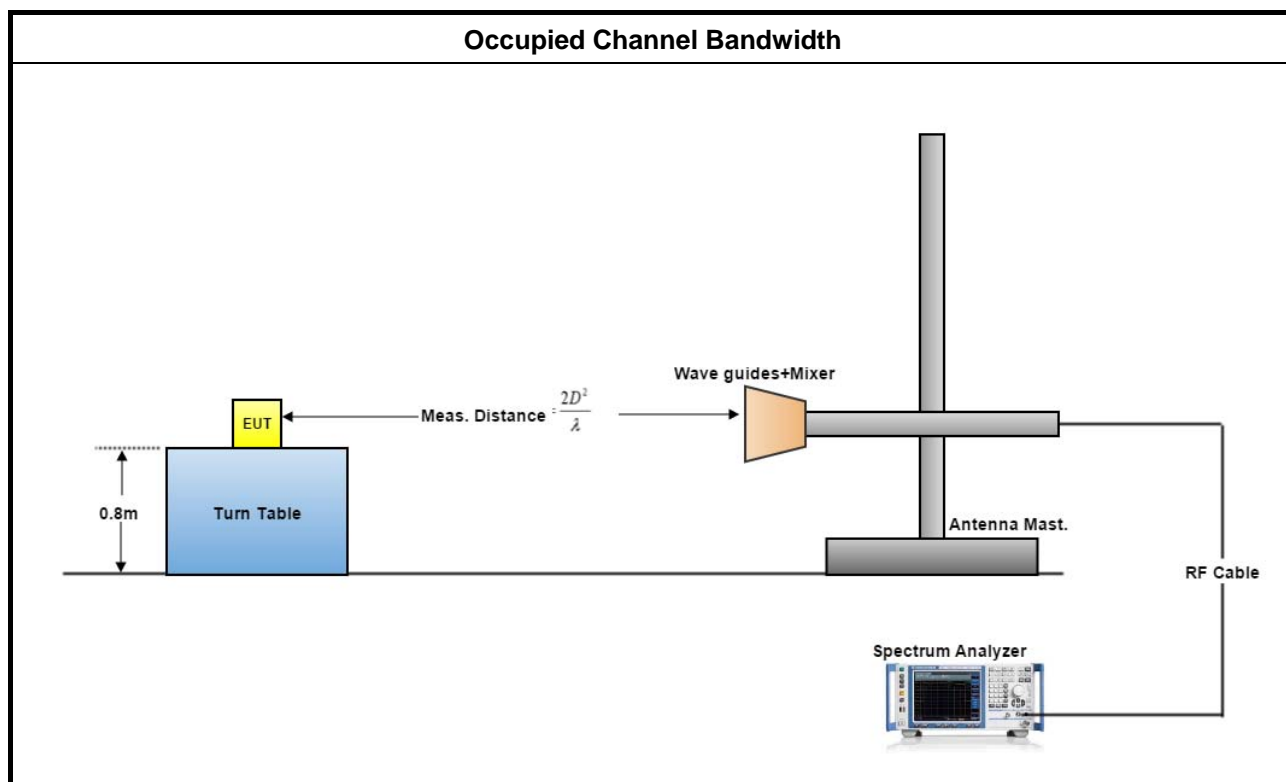 Occupied Channel Bandwidth
Wave guides+Mixer
EUT
Meas. Distance = 2D²/λ
0.8m
Turn Table
Antenna Mast.
RF Cable
Spectrum Analyzer